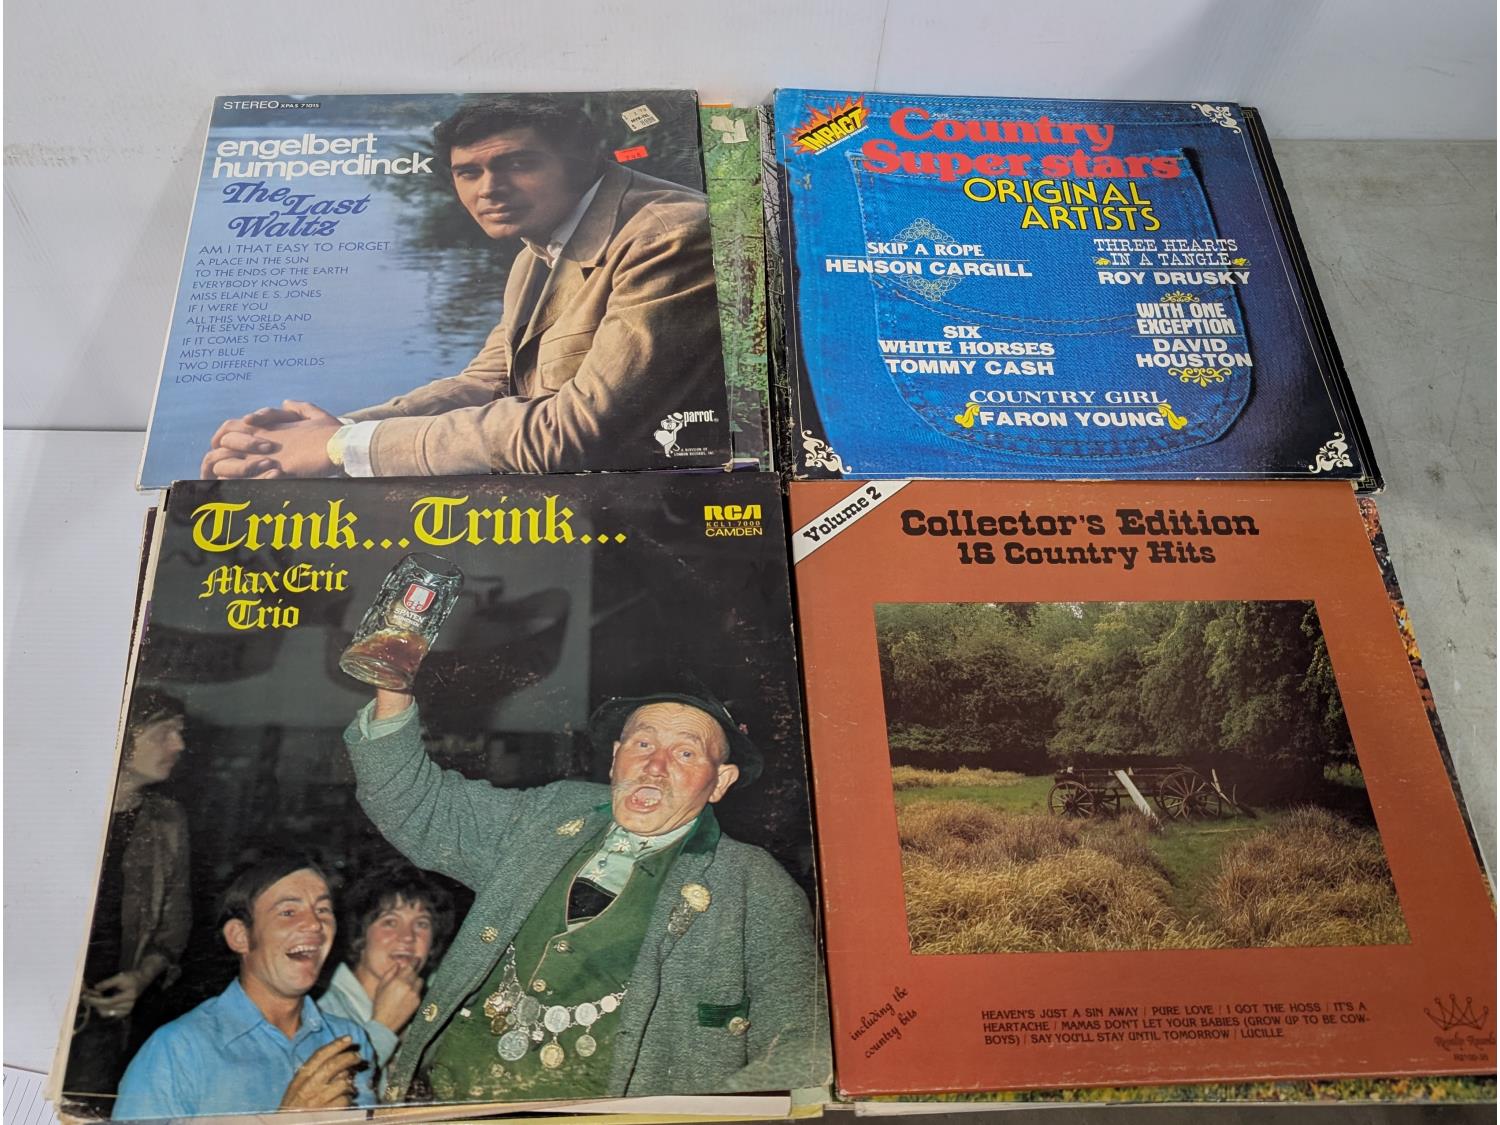 STEREO XPAS 71015
engelbert
humperdinck
The Last
Waltz
AM I THAT EASY TO FORGET
A PLACE IN THE SUN
TO THE ENDS OF THE EARTH
EVERYBODY KNOWS
MISS ELAINE E. S. JONES
IF I WERE YOU
ALL THIS WORLD AND
THE SEVEN SEAS
IF IT COMES TO THAT
MISTY BLUE
TWO DIFFERENT WORLDS
LONG GONE
parrot
A DIVISION OF
LONDON RECORDS, INC.
IMPACT
Country
Super stars
ORIGINAL
ARTISTS
SKIP A ROPE
HENSON CARGILL
THREE HEARTS
IN A TANGLE
ROY DRUSKY
WITH ONE
EXCEPTION
DAVID
HOUSTON
SIX
WHITE HORSES
TOMMY CASH
COUNTRY GIRL
FARON YOUNG
Trink...Trink...
Max Eric
Trio
RCA
KCL1-7000
CAMDEN
SPATEN
Volume 2
Collector's Edition
16 Country Hits
including the
country hits
HEAVEN'S JUST A SIN AWAY / PURE LOVE / I GOT THE HOSS / IT'S A
HEARTACHE / MAMAS DON'T LET YOUR BABIES (GROW UP TO BE COW-
BOYS) / SAY YOU'LL STAY UNTIL TOMORROW / LUCILLE